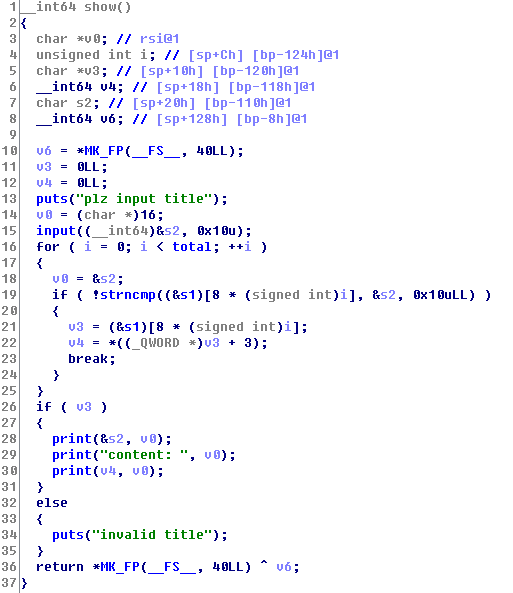 1 __int64 show()
2 {
3 char *v0; // rsi@1
4 unsigned int i; // [sp+Ch] [bp-124h]@1
5 char *v3; // [sp+10h] [bp-120h]@1
6 __int64 v4; // [sp+18h] [bp-118h]@1
7 char s2; // [sp+20h] [bp-110h]@1
8 __int64 v6; // [sp+128h] [bp-8h]@1
9
10 v6 = *MK_FP(__FS__, 40LL);
11 v3 = 0LL;
12 v4 = 0LL;
13 puts("plz input title");
14 v0 = (char *)16;
15 input((__int64)&s2, 0x10u);
16 for ( i = 0; i < total; ++i )
17 {
18 v0 = &s2;
19 if ( !strncmp((&s1)[8 * (signed int)i], &s2, 0x10uLL) )
20 {
21 v3 = (&s1)[8 * (signed int)i];
22 v4 = *((_QWORD *)v3 + 3);
23 break;
24 }
25 }
26 if ( v3 )
27 {
28 print(&s2, v0);
29 print("content: ", v0);
30 print(v4, v0);
31 }
32 else
33 {
34 puts("invalid title");
35 }
36 return *MK_FP(__FS__, 40LL) ^ v6;
37 }